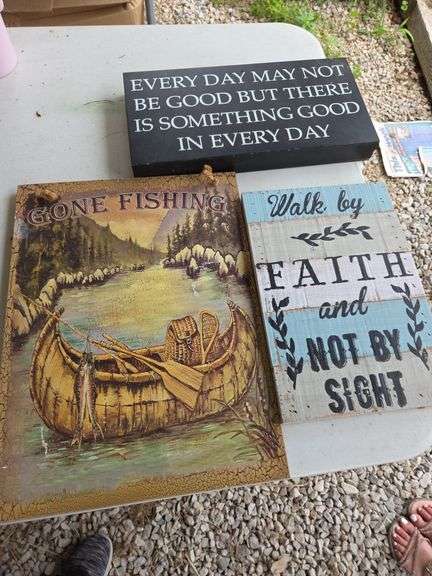 EVERY DAY MAY NOT
BE GOOD BUT THERE
IS SOMETHING GOOD
IN EVERY DAY
GONE FISHING
Walk by
FAITH
and
NOT BY
SIGHT